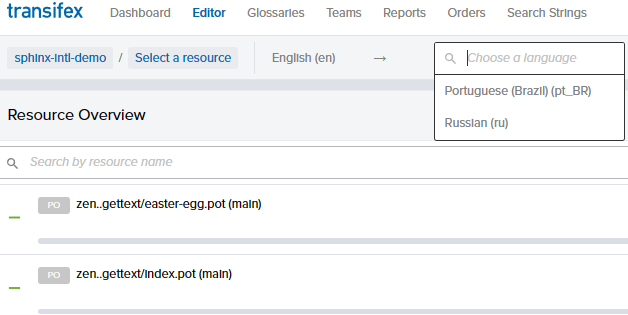 transifex Dashboard Editor Glossaries Teams Reports Orders Search Strings
sphinx-intl-demo / Select a resource English (en) → Choose a language
Portuguese (Brazil) (pt_BR)
Russian (ru)
Resource Overview
Search by resource name
PO zen..gettext/easter-egg.pot (main)
PO zen..gettext/index.pot (main)